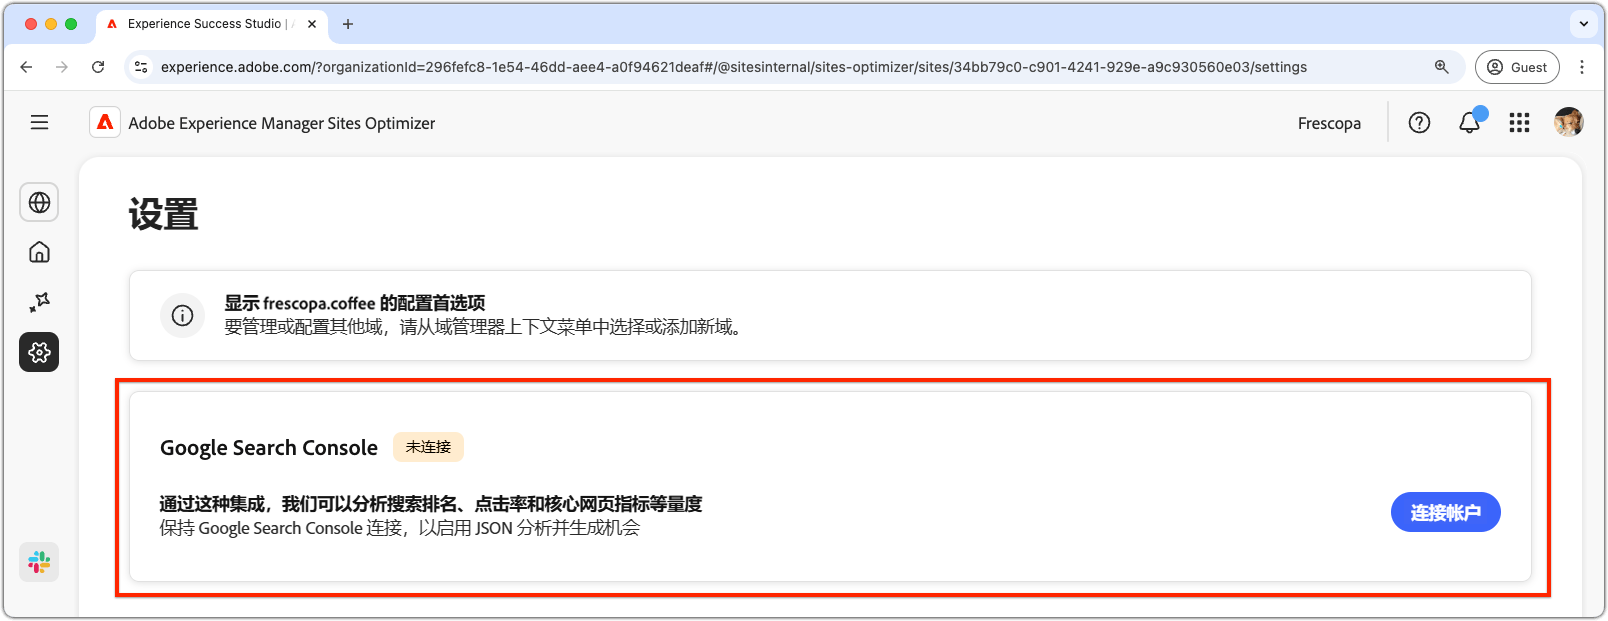 Experience Success Studio | A
experience.adobe.com/?organizationId=296fefc8-1e54-46dd-aee4-a0f94621deaf#/@sitesinternal/sites-optimizer/sites/34bb79c0-c901-4241-929e-a9c930560e03/settings
Guest
Adobe Experience Manager Sites Optimizer
Frescopa
设置
显示 frescopa.coffee 的配置首选项
要管理或配置其他域，请从域管理器上下文菜单中选择或添加新域。
Google Search Console
未连接
通过这种集成，我们可以分析搜索排名、点击率和核心网页指标等量度
保持 Google Search Console 连接，以启用 JSON 分析并生成机会
连接帐户